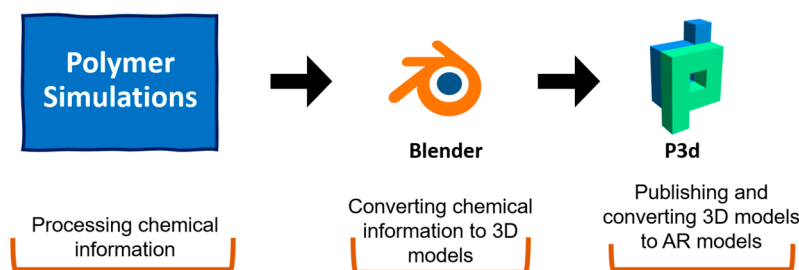 Polymer
Simulations
Blender
P3d
Processing chemical
information
Converting chemical
information to 3D
models
Publishing and
converting 3D models
to AR models